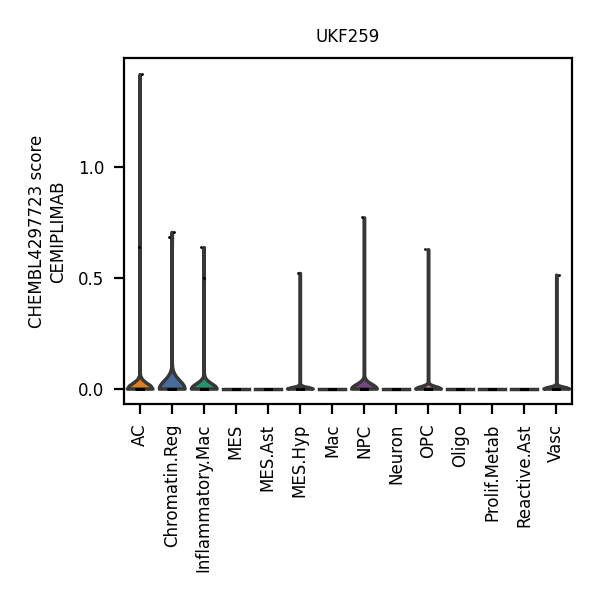 UKF259
CHEMBL4297723 score
CEMIPLIMAB
1.0
0.5
0.0
AC
Chromatin.Reg
Inflammatory.Mac
MES
MES.Ast
MES.Hyp
Mac
NPC
Neuron
OPC
Oligo
Prolif.Metab
Reactive.Ast
Vasc